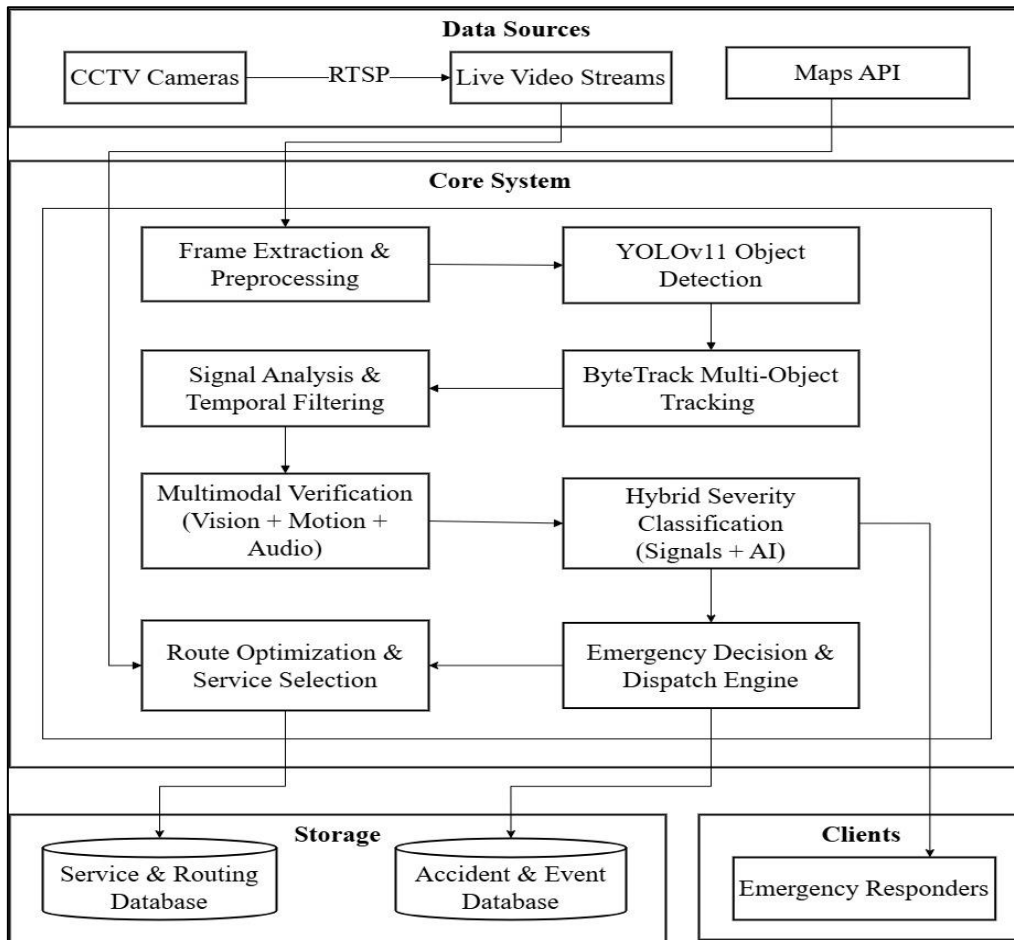 Data Sources
CCTV Cameras
RTSP
Live Video Streams
Maps API
Core System
Frame Extraction &
Preprocessing
YOLOv11 Object
Detection
Signal Analysis &
Temporal Filtering
ByteTrack Multi-Object
Tracking
Multimodal Verification
(Vision + Motion +
Audio)
Hybrid Severity
Classification
(Signals + AI)
Route Optimization &
Service Selection
Emergency Decision &
Dispatch Engine
Storage
Service & Routing
Database
Accident & Event
Database
Clients
Emergency Responders